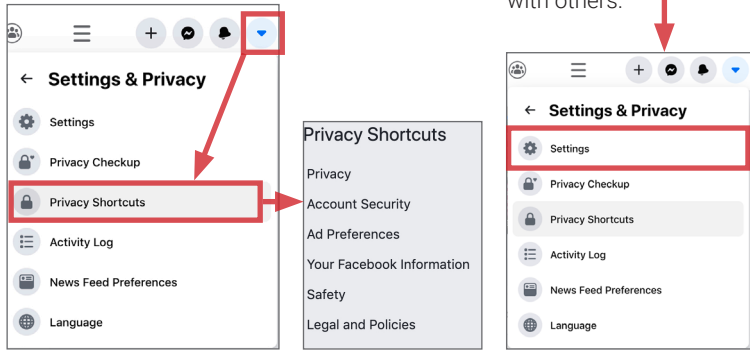 Settings & Privacy
Settings
Privacy Checkup
Privacy Shortcuts
Activity Log
News Feed Preferences
Language
Privacy Shortcuts
Privacy
Account Security
Ad Preferences
Your Facebook Information
Safety
Legal and Policies
with others.
Settings & Privacy
Settings
Privacy Checkup
Privacy Shortcuts
Activity Log
News Feed Preferences
Language